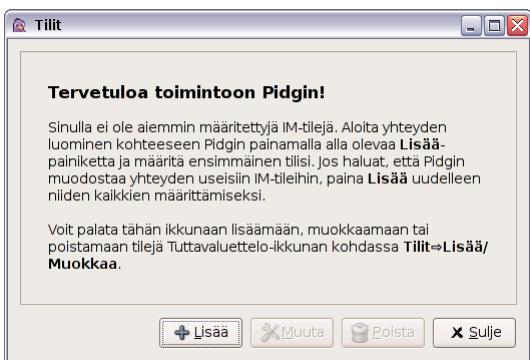 Tilit
Tervetuloa toimintoon Pidgin!
Sinulla ei ole aiemmin määritettyjä IM-tilejä. Aloita yhteyden
luominen kohteeseen Pidgin painamalla alla olevaa Lisää-
painiketta ja määritä ensimmäinen tilisi. Jos haluat, että Pidgin
muodostaa yhteyden useisiin IM-tileihin, paina Lisää uudelleen
niiden kaikkien määrittämiseksi.
Voit palata tähän ikkunaan lisäämään, muokkaamaan tai
poistamaan tilejä Tuttavaluettelo-ikkunan kohdassa Tilit⇨Lisää/
Muokkaa.
Lisää Muuta Poista Sulje